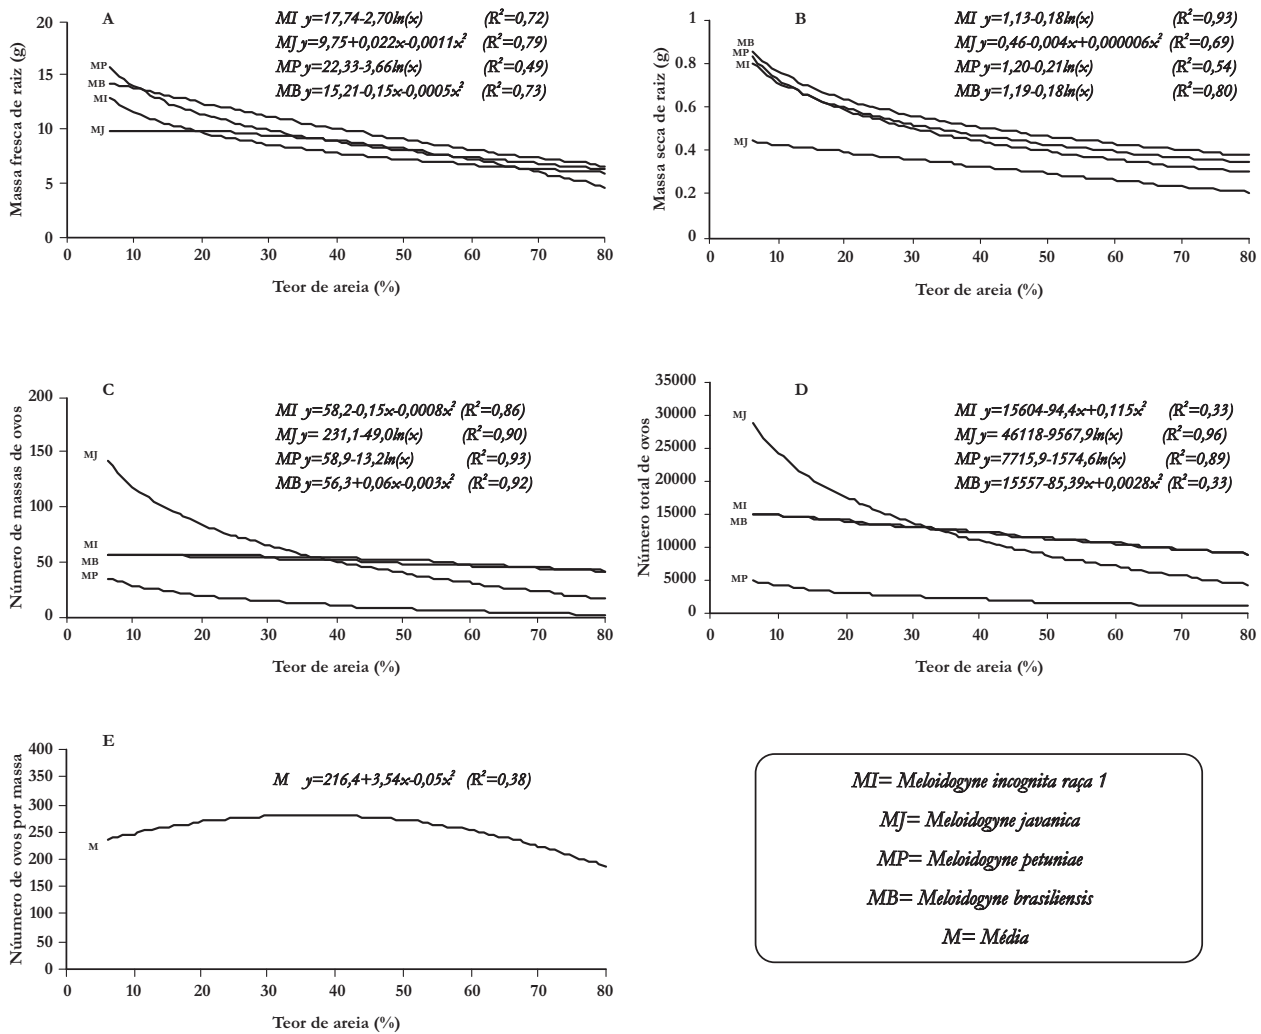 A
MI y=17,74-2,70ln(x) (R²=0,72)
MJ y=9,75+0,022x-0,0011x² (R²=0,79)
MP y=22,33-3,66ln(x) (R²=0,49)
MB y=15,21-0,15x-0,0005x² (R²=0,73)
Massa fresca de raiz (g)
20
15
10
5
0
MP
MB
MI
MJ
0 10 20 30 40 50 60 70 80
Teor de areia (%)
B
MI y=1,13-0,18ln(x) (R²=0,93)
MJ y=0,46-0,004x+0,000006x² (R²=0,69)
MP y=1,20-0,21ln(x) (R²=0,54)
MB y=1,19-0,18ln(x) (R²=0,80)
Massa seca de raiz (g)
1
0.8
0.6
0.4
0.2
0
MB
MP
MI
MJ
0 10 20 30 40 50 60 70 80
Teor de areia (%)
C
MI y=58,2-0,15x-0,0008x² (R²=0,86)
MJ y= 231,1-49,0ln(x) (R²=0,90)
MP y=58,9-13,2ln(x) (R²=0,93)
MB y=56,3+0,06x-0,003x² (R²=0,92)
Número de massas de ovos
200
150
100
50
0
MJ
MI
MB
MP
0 10 20 30 40 50 60 70 80
Teor de areia (%)
D
MI y=15604-94,4x+0,115x² (R²=0,33)
MJ y= 46118-9567,9ln(x) (R²=0,96)
MP y=7715,9-1574,6ln(x) (R²=0,89)
MB y=15557-85,39x+0,0028x² (R²=0,33)
Número total de ovos
35000
30000
25000
20000
15000
10000
5000
0
MJ
MI
MB
MP
0 10 20 30 40 50 60 70 80
Teor de areia (%)
E
M y=216,4+3,54x-0,05x² (R²=0,38)
Núumero de ovos por massa
400
350
300
250
200
150
100
50
0
M
0 10 20 30 40 50 60 70 80
Teor de areia (%)
MI= Meloidogyne incognita raça 1
MJ= Meloidogyne javanica
MP= Meloidogyne petuniae
MB= Meloidogyne brasiliensis
M= Média